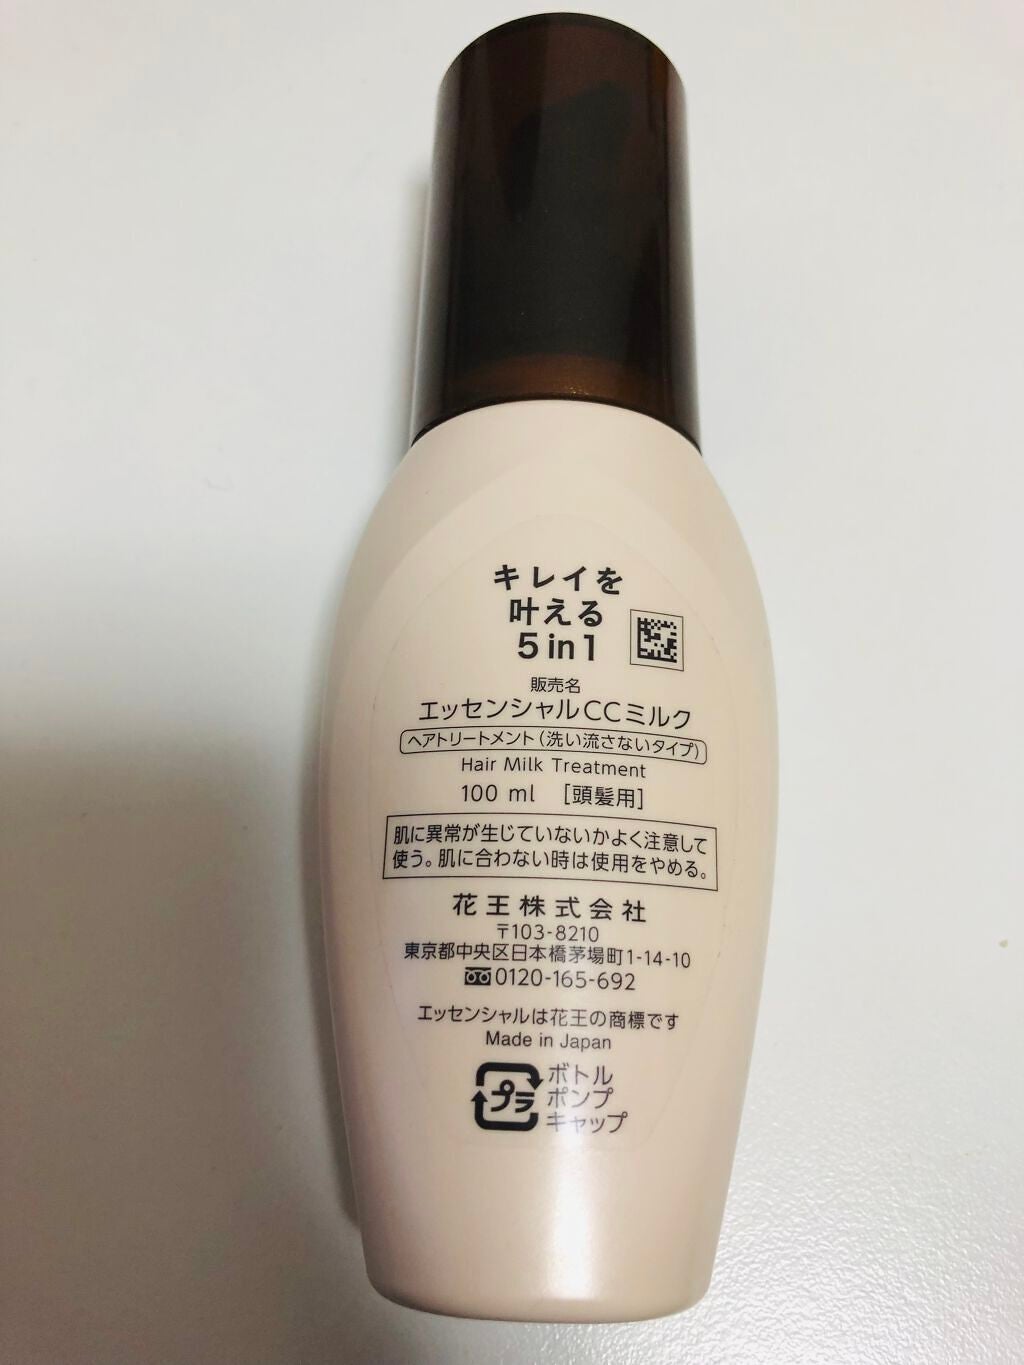 キレイを
叶える
5 in 1
販売名
エッセンシャルCCミルク
ヘアトリートメント（洗い流さないタイプ）
Hair Milk Treatment
100 ml ［頭髪用］
肌に異常が生じていないかよく注意して
使う。肌に合わない時は使用をやめる。
花王株式会社
〒103-8210
東京都中央区日本橋茅場町1-14-10
0120-165-692
エッセンシャルは花王の商標です
Made in Japan
プラ
ボトル
ポンプ
キャップ